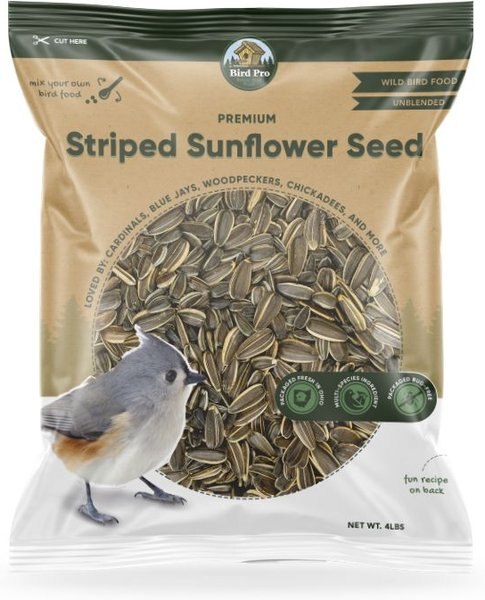 CUT HERE
Bird Pro
mix your own
bird food
WILD BIRD FOOD
UNBLENDED
PREMIUM
Striped Sunflower Seed
LOVED BY: CARDINALS, BLUE JAYS, WOODPECKERS, CHICKADEES, AND MORE
PACKAGED FRESH IN OHIO
MULTI-SPECIES INGREDIENT
PACKAGED BUG-FREE
fun recipe
on back
NET WT. 4LBS